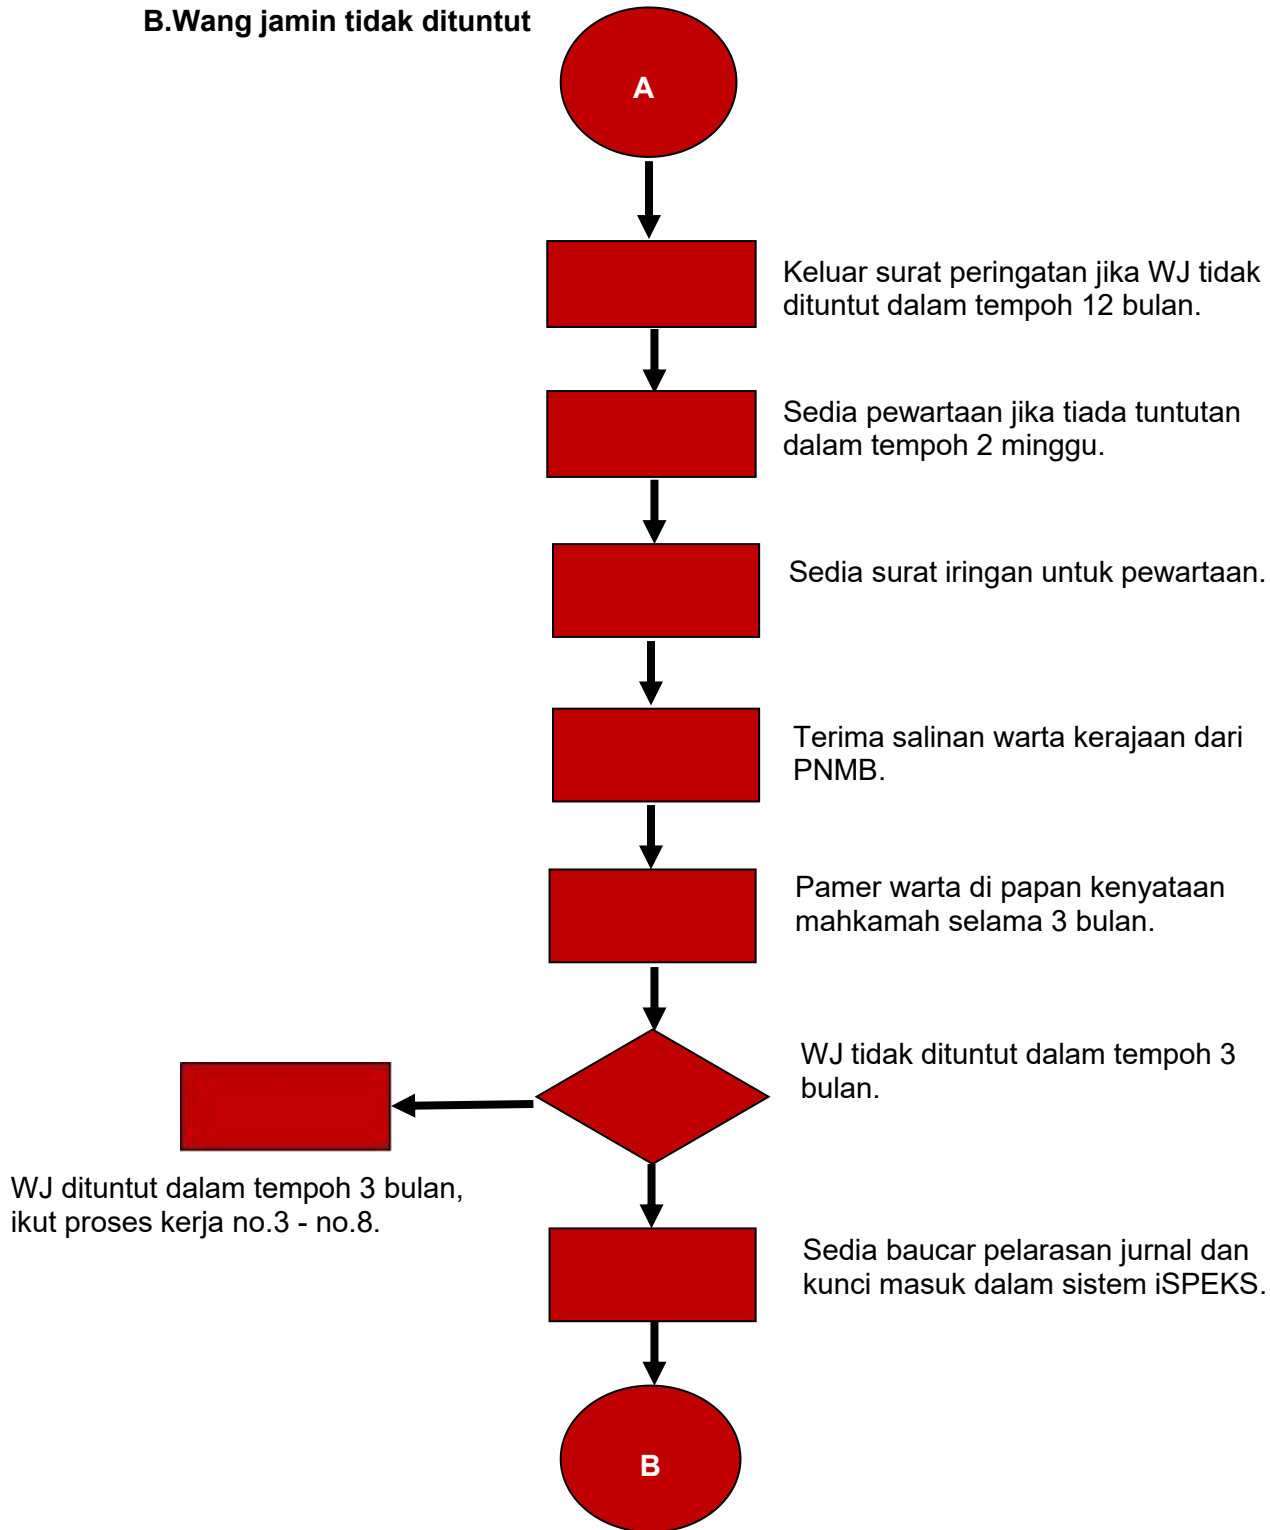 B.Wang jamin tidak dituntut
A
Keluar surat peringatan jika WJ tidak
dituntut dalam tempoh 12 bulan.
Sedia pewartaan jika tiada tuntutan
dalam tempoh 2 minggu.
Sedia surat iringan untuk pewartaan.
Terima salinan warta kerajaan dari
PNMB.
Pamer warta di papan kenyataan
mahkamah selama 3 bulan.
WJ tidak dituntut dalam tempoh 3
bulan.
WJ dituntut dalam tempoh 3 bulan,
ikut proses kerja no.3 - no.8.
Sedia baucar pelarasan jurnal dan
kunci masuk dalam sistem iSPEKS.
B